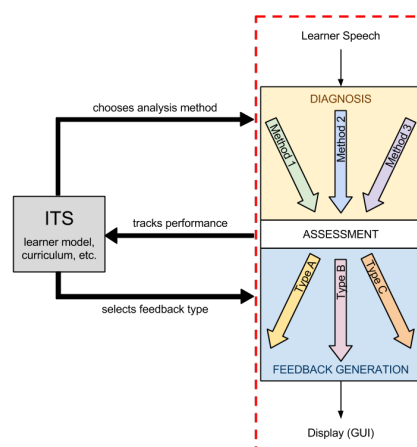 Learner Speech
DIAGNOSIS
chooses analysis method
Method 1
Method 2
Method 3
ITS
learner model,
curriculum, etc.
tracks performance
ASSESSMENT
Type A
Type B
Type C
selects feedback type
FEEDBACK GENERATION
Display (GUI)